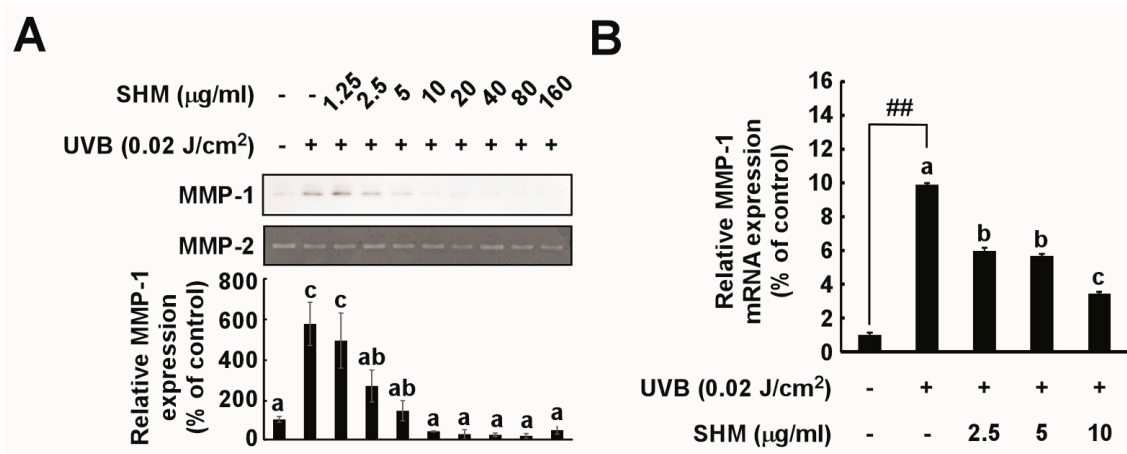 A
SHM (μg/ml) - - 1.25 2.5 5 10 20 40 80 160
UVB (0.02 J/cm²) - + + + + + + + + +
MMP-1
MMP-2
Relative MMP-1
expression
(% of control)
800
600
400
200
0
a c c ab ab a a a a a
B
Relative MMP-1
mRNA expression
(% of control)
16
14
12
10
8
6
4
2
0
##
a
b b
c
UVB (0.02 J/cm²) - + + + +
SHM (μg/ml) - - 2.5 5 10